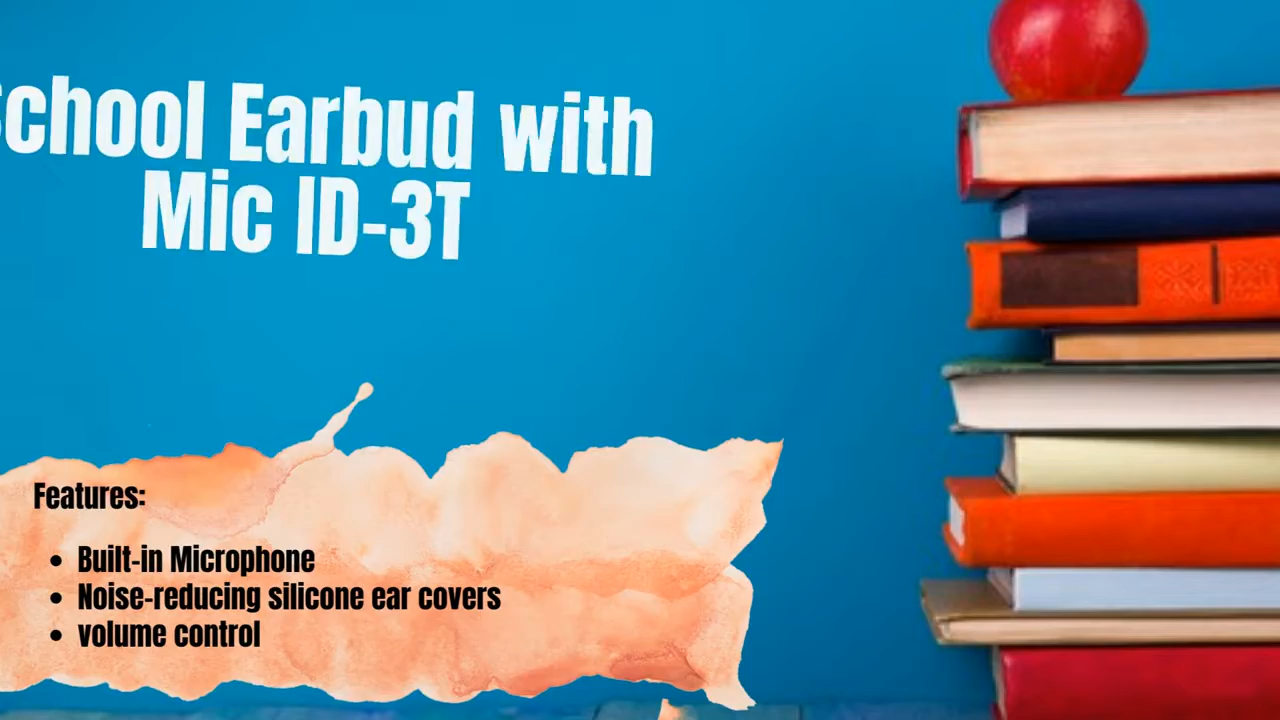 School Earbud with
Mic ID-3T
Features:
• Built-in Microphone
• Noise-reducing silicone ear covers
• volume control